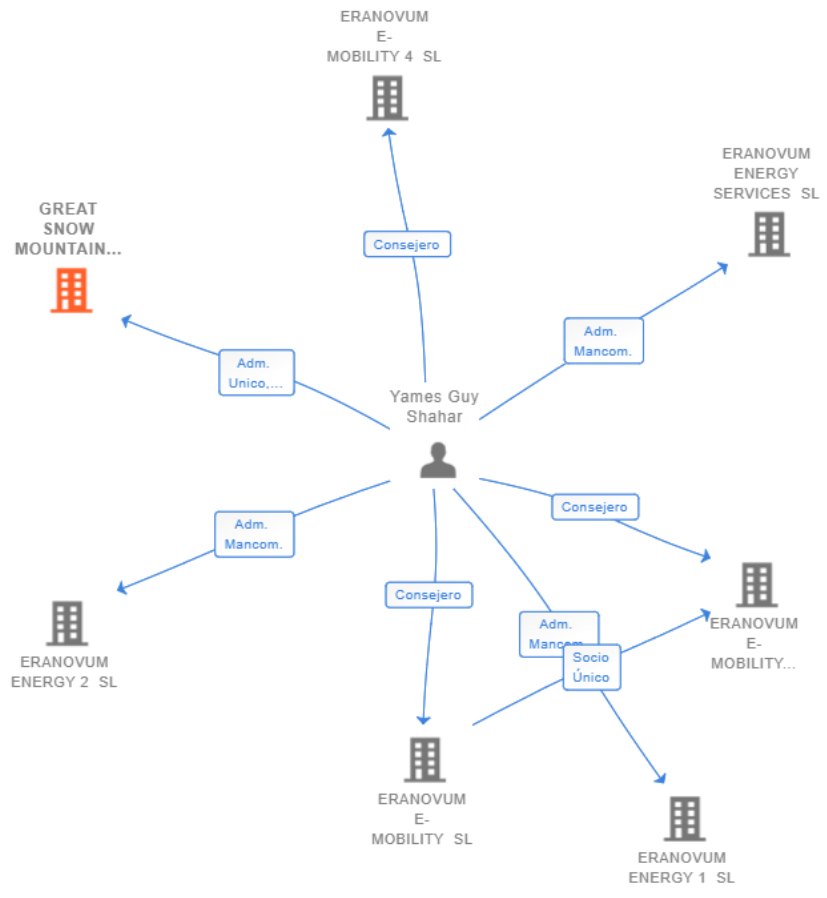 ERANOVUM
E-
MOBILITY 4 SL
ERANOVUM
ENERGY
SERVICES SL
GREAT
SNOW
MOUNTAIN...
Consejero
Adm.
Mancom.
Adm.
Unico,...
Yames Guy
Shahar
Consejero
Adm.
Mancom.
Consejero
Adm.
Mancom.
Socio
Único
ERANOVUM
E-
MOBILITY...
ERANOVUM
ENERGY 2 SL
ERANOVUM
E-
MOBILITY SL
ERANOVUM
ENERGY 1 SL